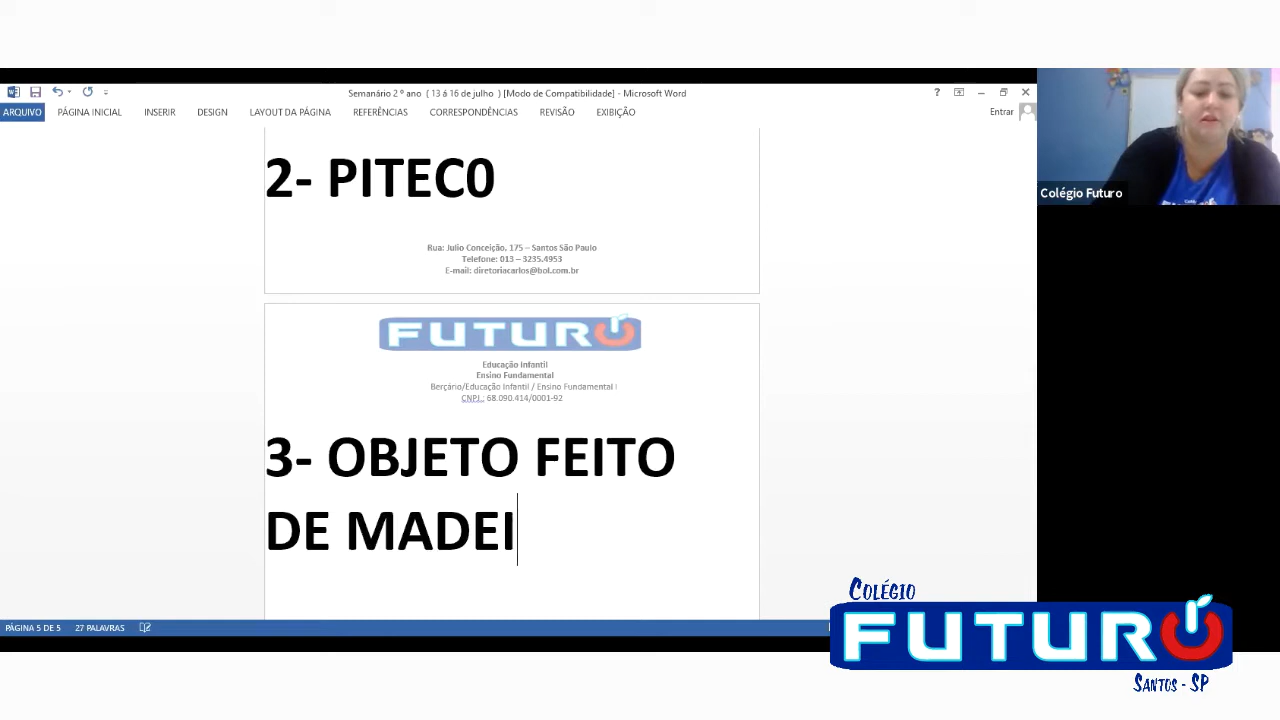 Semanário 2 º ano ( 13 á 16 de julho ) [Modo de Compatibilidade] - Microsoft Word
ARQUIVO PÁGINA INICIAL INSERIR DESIGN LAYOUT DA PÁGINA REFERÊNCIAS CORRESPONDÊNCIAS REVISÃO EXIBIÇÃO Entrar
2- PITEC0
Rua: Julio Conceição, 175 – Santos São Paulo
Telefone: 013 – 3235.4953
E-mail: diretoriacarlos@bol.com.br
FUTURO
Educação Infantil
Ensino Fundamental
Berçário/Educação Infantil / Ensino Fundamental I
CNPJ.: 68.090.414/0001-92
3- OBJETO FEITO
DE MADEI
PÁGINA 5 DE 5 27 PALAVRAS
Colégio Futuro
COLÉGIO
FUTURO
SANTOS - SP